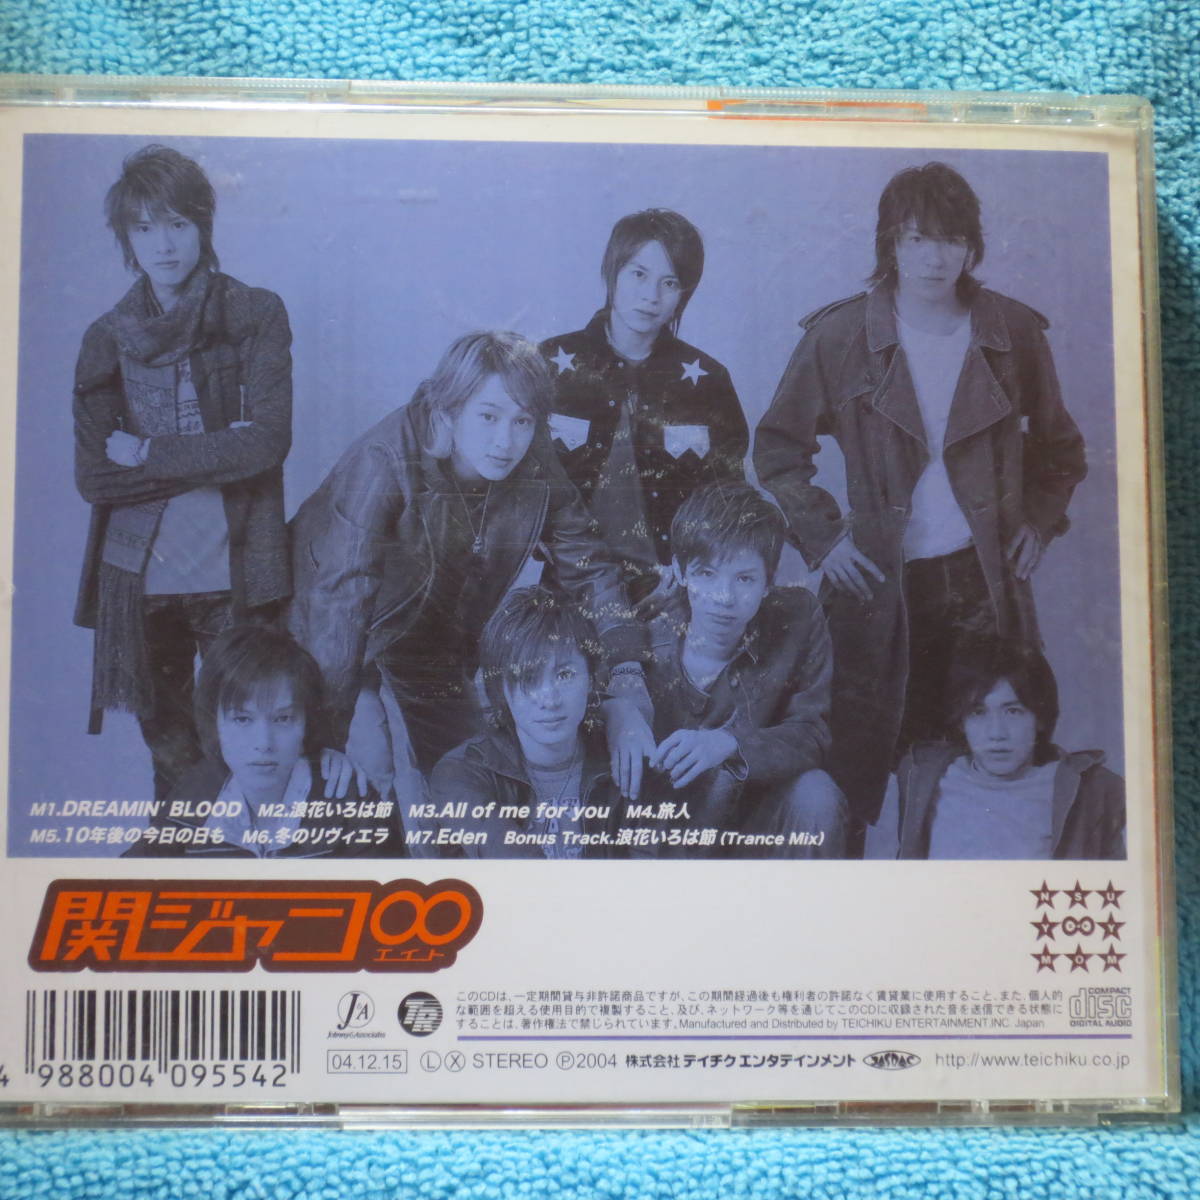 M1.DREAMIN' BLOOD M2.浪花いろは節 M3.All of me for you M4.旅人
M5.10年後の今日の日も M6.冬のリヴィエラ M7.Eden Bonus Track.浪花いろは節 (Trance Mix)
関ジャニ∞
エイト
N S U
Y ∞ Y
M O M
J&A
Johnny's Associates
TR
このCDは、一定期間貸与非許諾商品ですが、この期間経過後も権利者の許諾なく賃貸業に使用すること、また、個人的
な範囲を超える使用目的で複製すること、及び、ネットワーク等を通じてこのCDに収録された音を送信できる状態に
することは、著作権法で禁じられています。Manufactured and Distributed by TEICHIKU ENTERTAINMENT.INC. Japan
COMPACT
disc
DIGITAL AUDIO
4 988004 095542
04.12.15 Ⓛ Ⓧ STEREO Ⓟ2004 株式会社 テイチクエンタテインメント JASRAC http://www.teichiku.co.jp